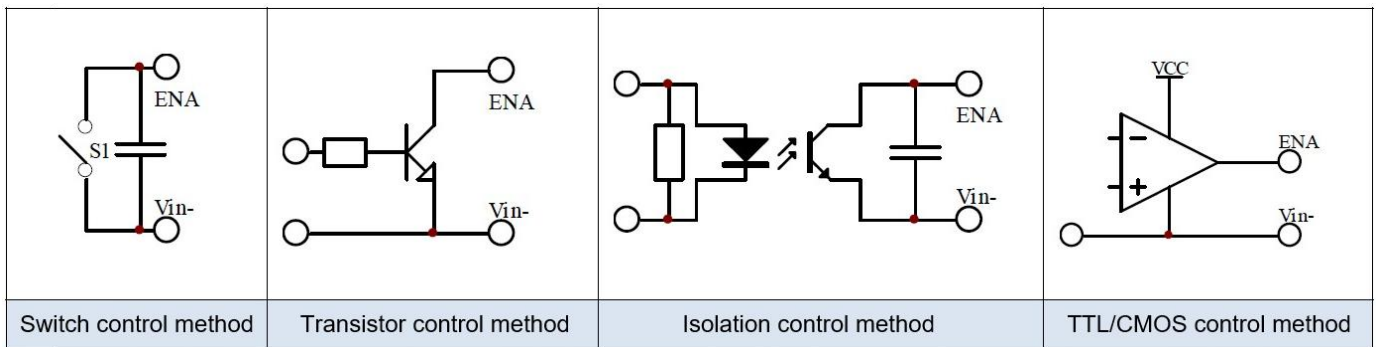 ENA
S1
Vin-
Switch control method
ENA
Vin-
Transistor control method
ENA
Vin-
Isolation control method
VCC
ENA
Vin-
TTL/CMOS control method